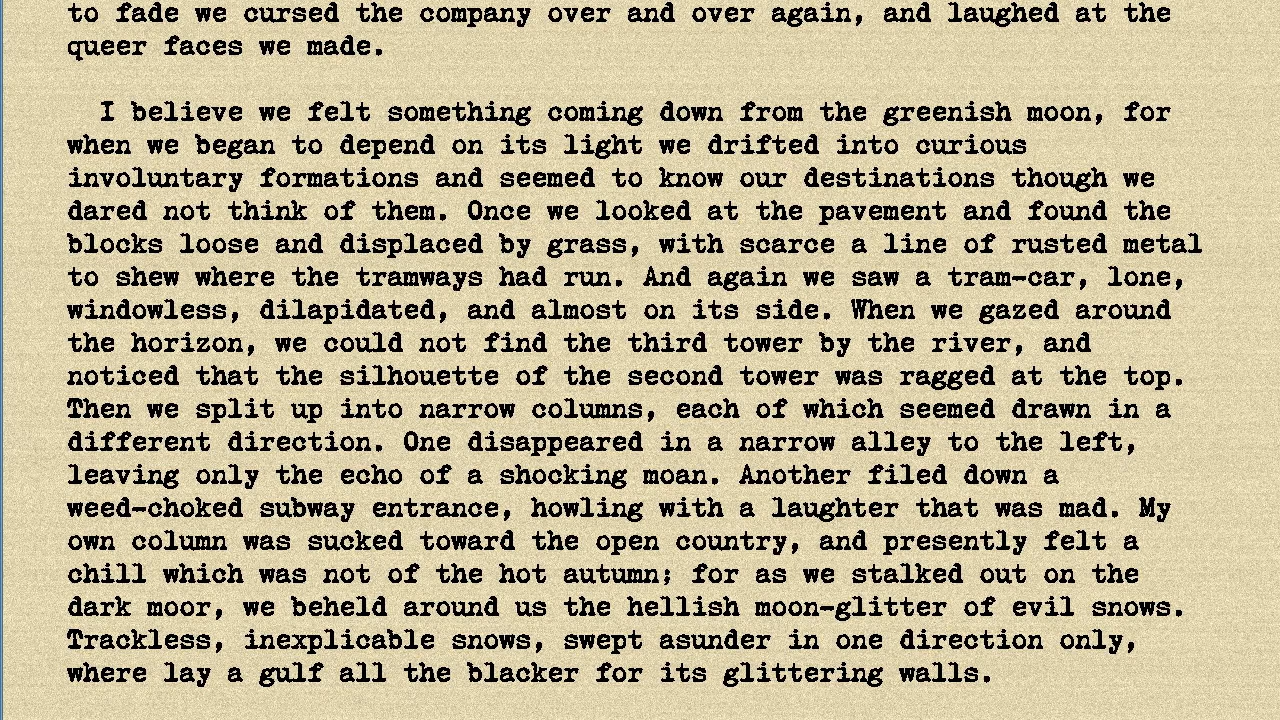 to fade we cursed the company over and over again, and laughed at the
queer faces we made.
I believe we felt something coming down from the greenish moon, for
when we began to depend on its light we drifted into curious
involuntary formations and seemed to know our destinations though we
dared not think of them. Once we looked at the pavement and found the
blocks loose and displaced by grass, with scarce a line of rusted metal
to shew where the tramways had run. And again we saw a tram-car, lone,
windowless, dilapidated, and almost on its side. When we gazed around
the horizon, we could not find the third tower by the river, and
noticed that the silhouette of the second tower was ragged at the top.
Then we split up into narrow columns, each of which seemed drawn in a
different direction. One disappeared in a narrow alley to the left,
leaving only the echo of a shocking moan. Another filed down a
weed-choked subway entrance, howling with a laughter that was mad. My
own column was sucked toward the open country, and presently felt a
chill which was not of the hot autumn; for as we stalked out on the
dark moor, we beheld around us the hellish moon-glitter of evil snows.
Trackless, inexplicable snows, swept asunder in one direction only,
where lay a gulf all the blacker for its glittering walls.